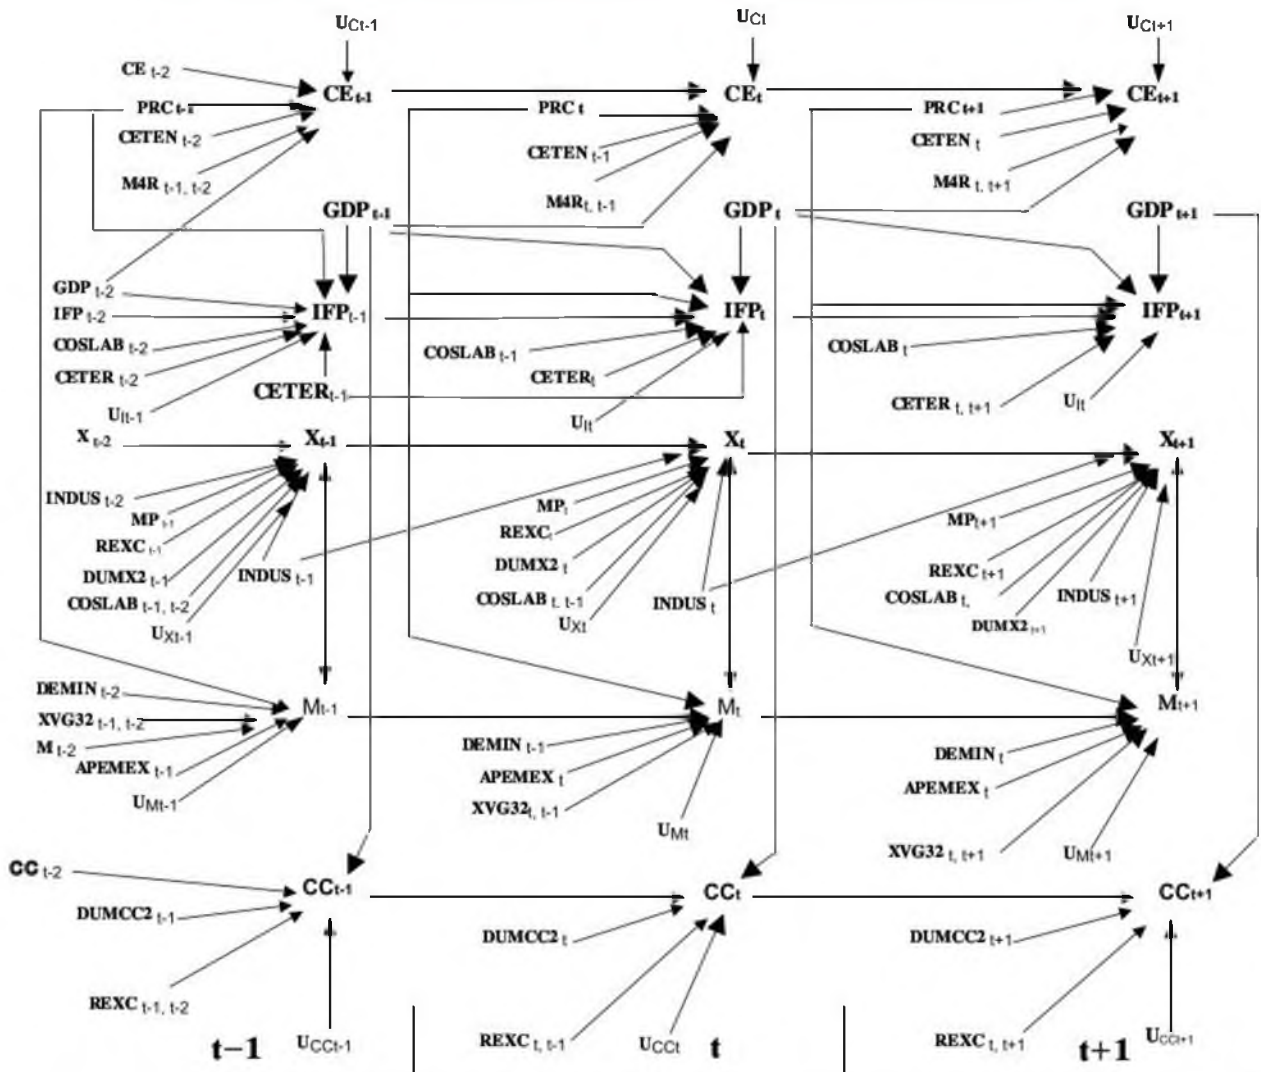 UCt-1 UCt UCt+1
CE t-2 CEt-1 CEt CEt+1
PRC t-1 PRC t PRC t+1
CETEN t-2 CETEN t-1 CETEN t
M4R t-1, t-2 M4R t, t-1 M4R t, t+1
GDP t-1 GDP t GDP t+1
GDP t-2
IFP t-2 IFPt-1 IFPt IFPt+1
COSLAB t-2 COSLAB t-1 COSLAB t
CETER t-2 CETERt-1 CETERt CETER t, t+1
UIt-1 UIt UIt
X t-2 Xt-1 Xt Xt+1
INDUS t-2 MP t-1 MPt MPt+1
REXC t-1 REXCt REXC t+1
DUMX2 t-1 INDUS t-1 DUMX2 t INDUS t+1
COSLAB t-1, t-2 COSLAB t, t-1 INDUS t COSLAB t,
DUMX2 t+1
UXt-1 UXt UXt+1
DEMIN t-2 Mt-1 Mt Mt+1
XVG32 t-1, t-2
M t-2 DEMIN t-1 DEMIN t
APEMEX t-1 APEMEX t APEMEX t
UMt-1 XVG32t, t-1 UMt XVG32 t, t+1 UMt+1
CC t-2 CCt-1 CCt CCt+1
DUMCC2 t-1 DUMCC2 t DUMCC2 t+1
REXC t-1, t-2 REXC t, t-1 REXC t, t+1
t-1 UCCt-1 UCCt t t+1 UCCt+1